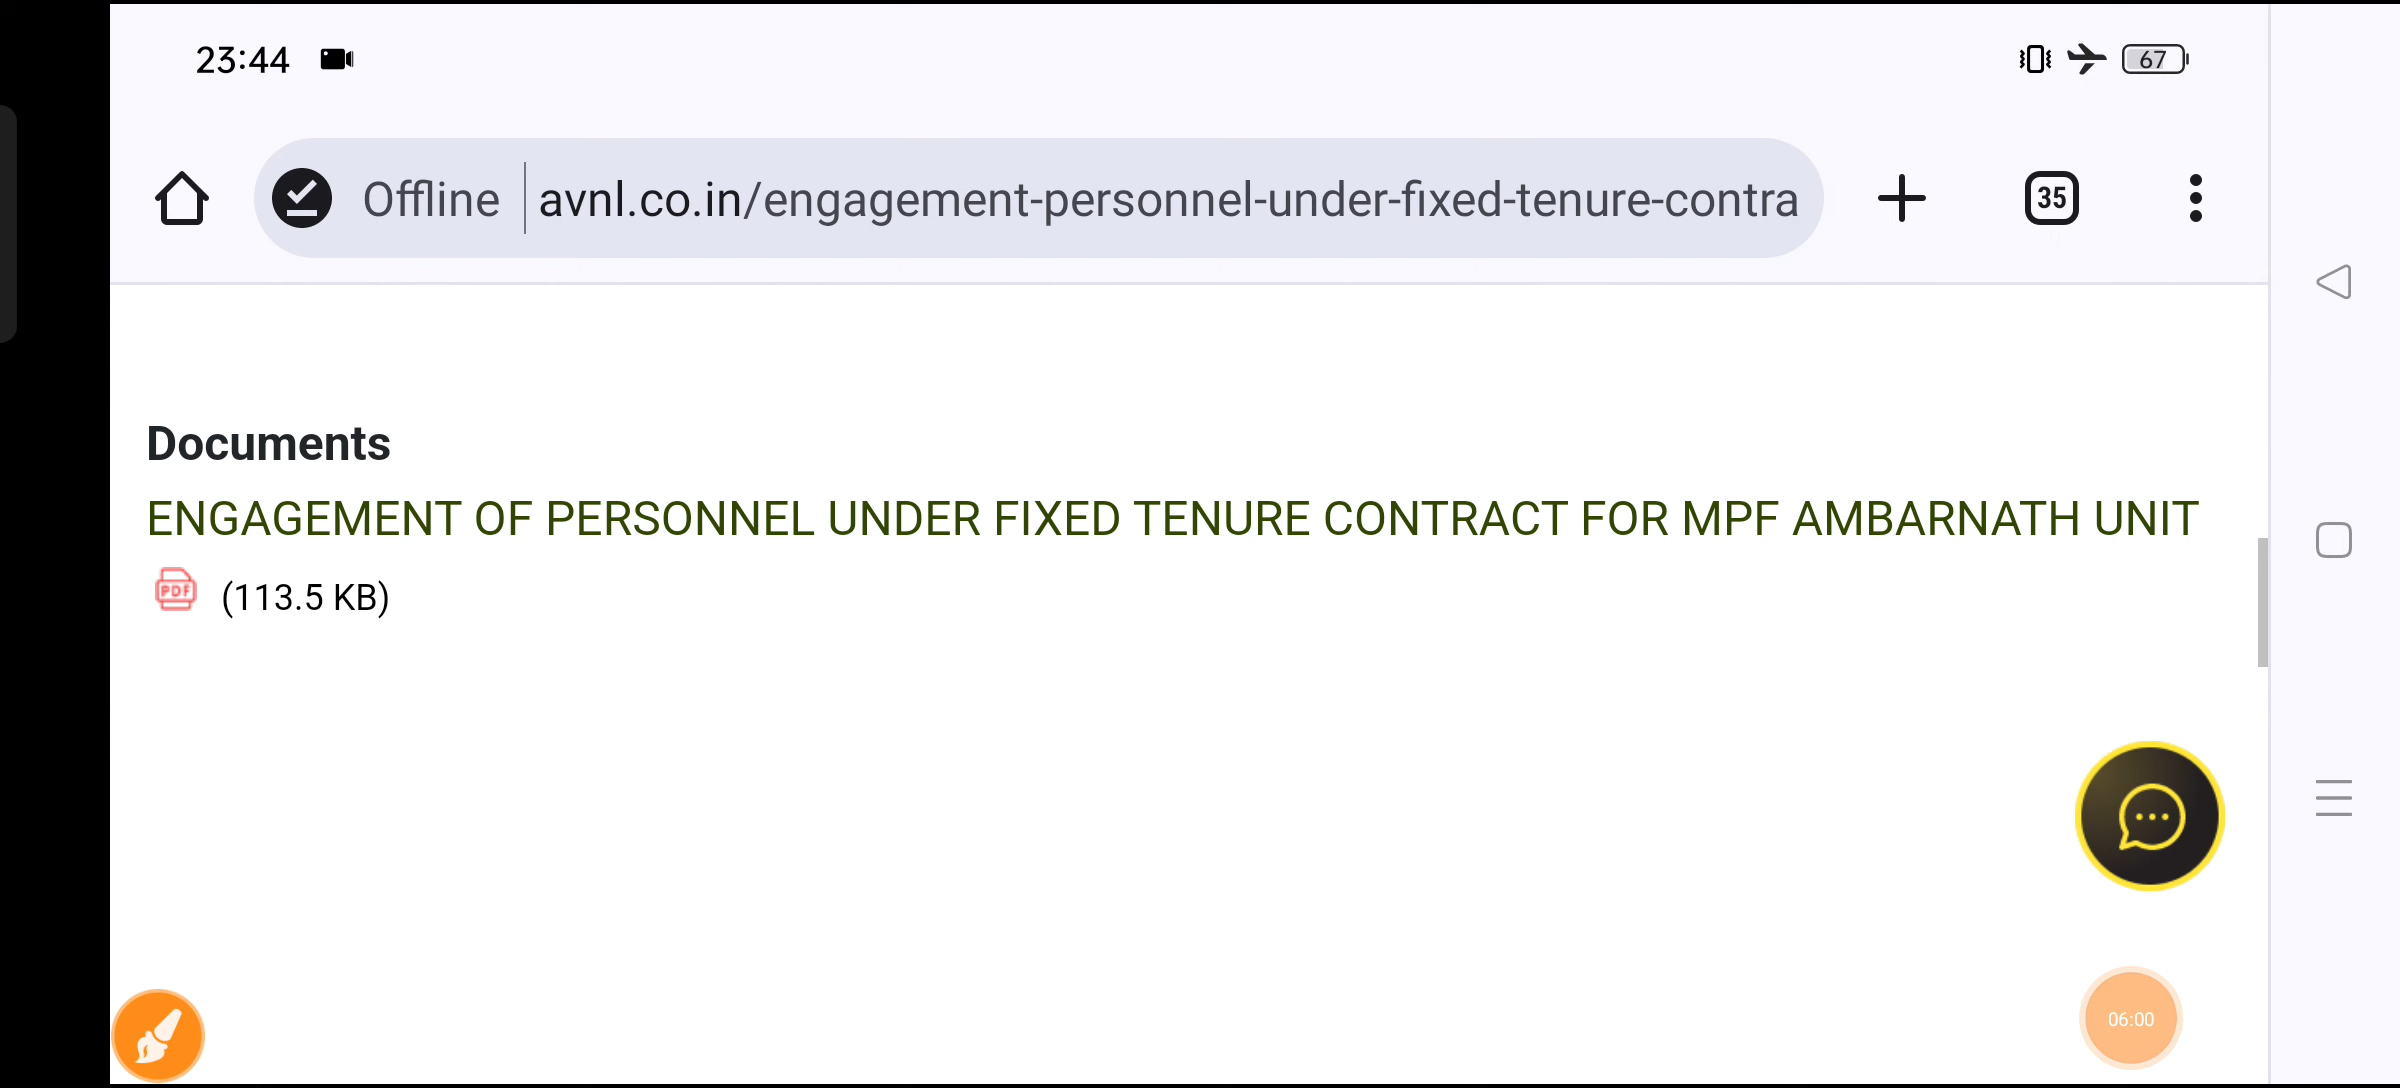 23:44
67
Offline
avnl.co.in/engagement-personnel-under-fixed-tenure-contra
35
Documents
ENGAGEMENT OF PERSONNEL UNDER FIXED TENURE CONTRACT FOR MPF AMBARNATH UNIT
PDF (113.5 KB)
06:00